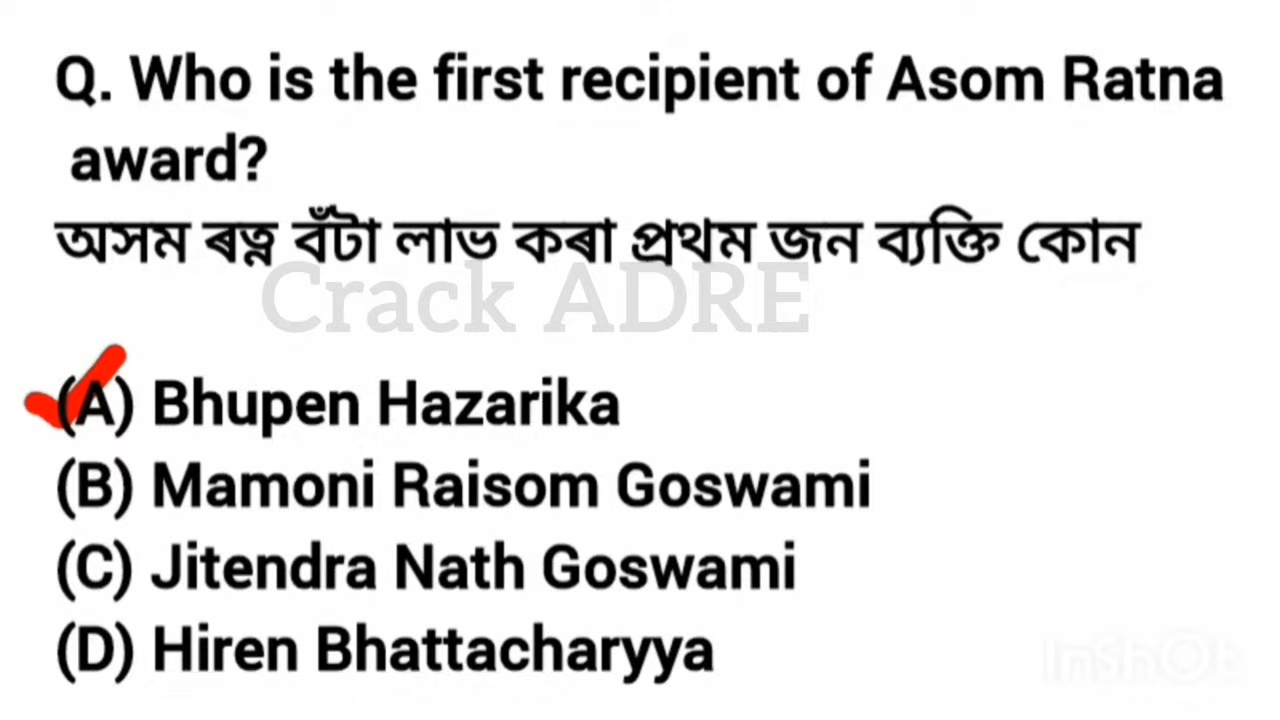 Q. Who is the first recipient of Asom Ratna
award?
অসম ৰত্ন বঁটা লাভ কৰা প্ৰথম জন ব্যক্তি কোন
Crack ADRE
(A) Bhupen Hazarika
(B) Mamoni Raisom Goswami
(C) Jitendra Nath Goswami
(D) Hiren Bhattacharyya
InShOt